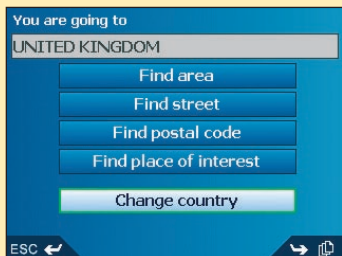 You are going to
UNITED KINGDOM
Find area
Find street
Find postal code
Find place of interest
Change country
ESC